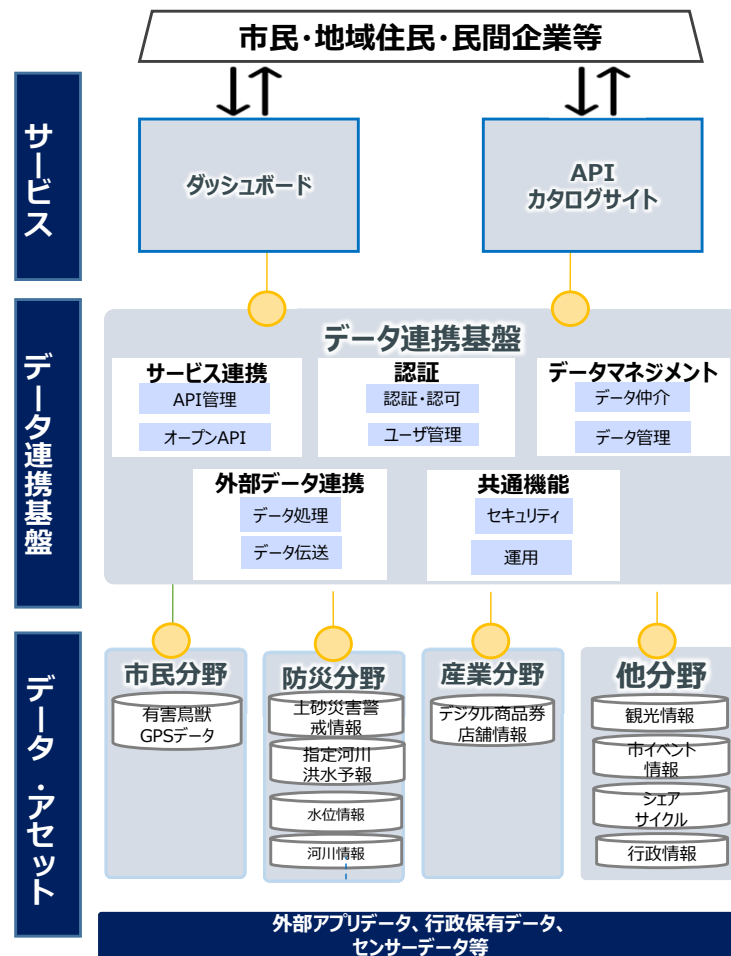 市民・地域住民・民間企業等
サービス
ダッシュボード
API
カタログサイト
データ連携基盤
データ連携基盤
サービス連携
API管理
オープンAPI
認証
認証・認可
ユーザ管理
データマネジメント
データ仲介
データ管理
外部データ連携
データ処理
データ伝送
共通機能
セキュリティ
運用
データ・アセット
市民分野
有害鳥獣
GPSデータ
防災分野
土砂災害警
戒情報
指定河川
洪水予報
水位情報
河川情報
産業分野
デジタル商品券
店舗情報
他分野
観光情報
市イベント
情報
シェア
サイクル
行政情報
外部アプリデータ、行政保有データ、
センサーデータ等